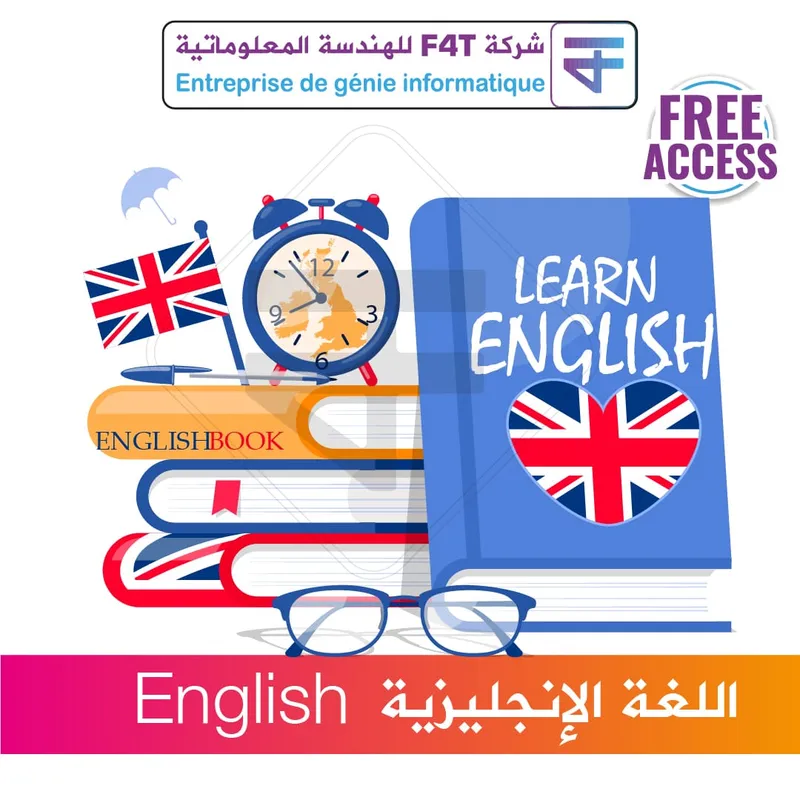 شركة F4T للهندسة المعلوماتية
Entreprise de génie informatique
FREE
ACCESS
12
9
3
6
LEARN
ENGLISH
ENGLISHBOOK
English اللغة الإنجليزية